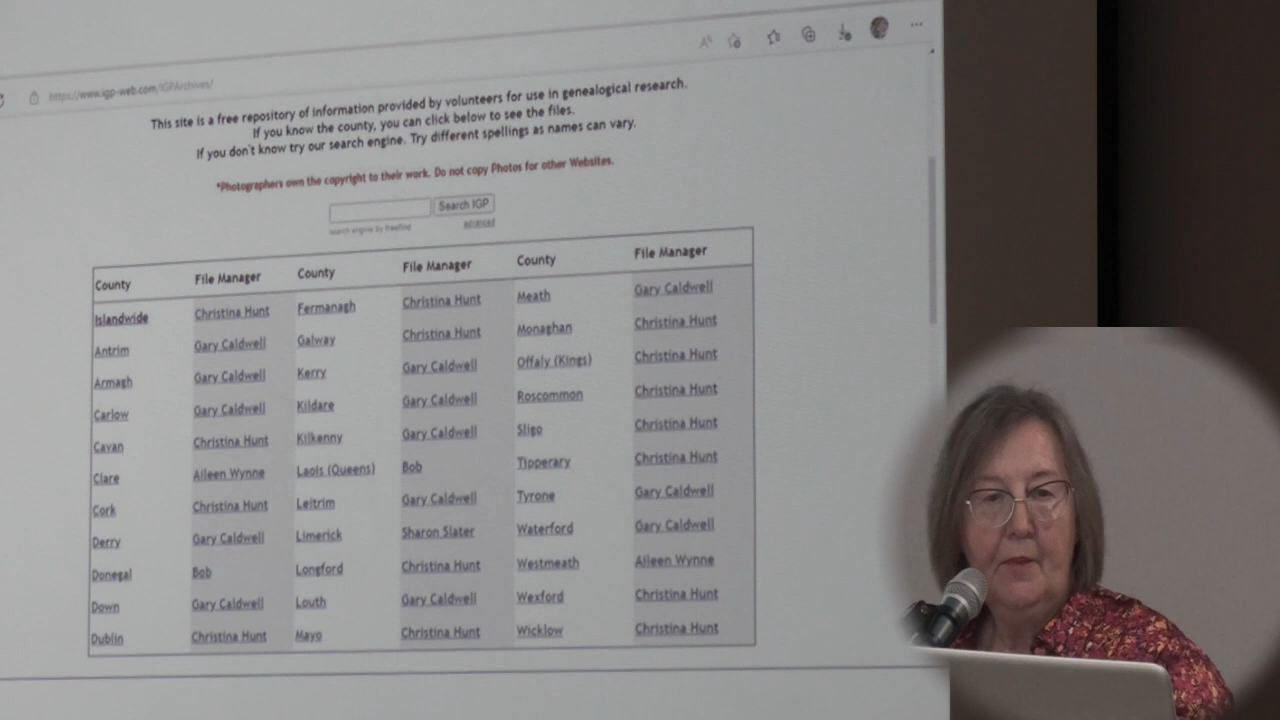 https://www.igp-web.com/IGPArchives/
This site is a free repository of information provided by volunteers for use in genealogical research.
If you know the county, you can click below to see the files.
If you don't know try our search engine. Try different spellings as names can vary.
*Photographers own the copyright to their work. Do not copy Photos for other Websites.
Search IGP
search engine by freefind advanced
County File Manager County File Manager County File Manager
Islandwide Christina Hunt Fermanagh Christina Hunt Meath Gary Caldwell
Antrim Gary Caldwell Galway Christina Hunt Monaghan Christina Hunt
Armagh Gary Caldwell Kerry Gary Caldwell Offaly (Kings) Christina Hunt
Carlow Gary Caldwell Kildare Gary Caldwell Roscommon Christina Hunt
Cavan Christina Hunt Kilkenny Gary Caldwell Sligo Christina Hunt
Clare Aileen Wynne Laois (Queens) Bob Tipperary Christina Hunt
Cork Christina Hunt Leitrim Gary Caldwell Tyrone Gary Caldwell
Derry Gary Caldwell Limerick Sharon Slater Waterford Gary Caldwell
Donegal Bob Longford Christina Hunt Westmeath Aileen Wynne
Down Gary Caldwell Louth Gary Caldwell Wexford Christina Hunt
Dublin Christina Hunt Mayo Christina Hunt Wicklow Christina Hunt